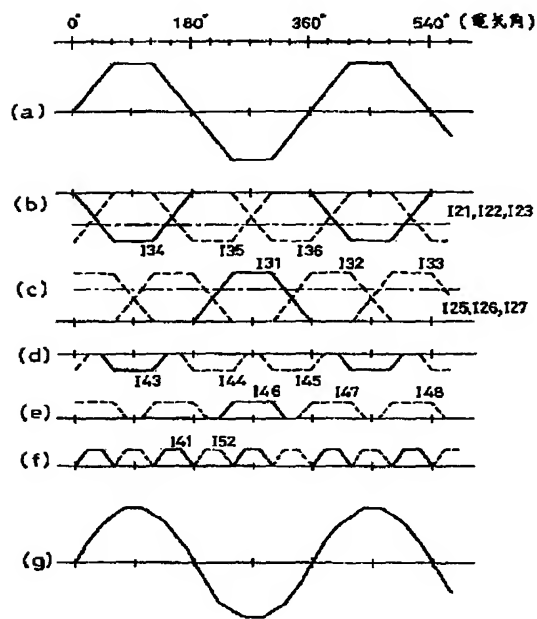 0° 180° 360° 540° (電気角)
(a)
(b)
I21,I22,I23
I34 I35 I36
I31 I32 I33
(c)
I25,I26,I27
(d)
I43 I44 I45
I46 I47 I48
(e)
I41 I52
(f)
(g)